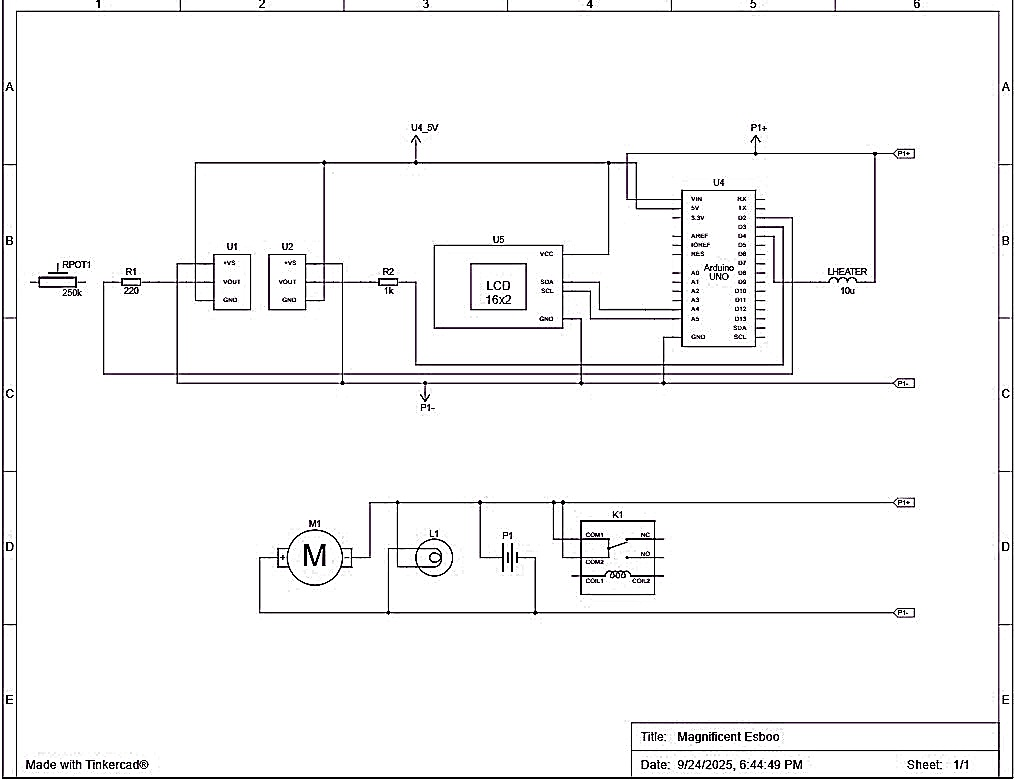 1 2 3 4 5 6
A A
U4_5V P1+
P1+
U4
VIN RX
5V TX
3.3V D2
D3
AREF D4
IOREF D5
RES D6
D7
A0 D8
A1 D9
A2 D10
A3 D11
A4 D12
A5 D13
SDA
GND SCL
Arduino
UNO
B B
U1 U2
+VS +VS
VOUT VOUT
GND GND
RPOT1
250k
R1
220
R2
1k
U5
VCC
LCD
16x2
SDA
SCL
GND
LHEATER
10u
P1-
C C
P1-
P1+
M1
M
+ -
L1
P1
K1
COM1 NC
NO
COM2
COIL1 COIL2
D D
P1-
E E
Title: Magnificent Esboo
Made with Tinkercad®
Date: 9/24/2025, 6:44:49 PM Sheet: 1/1